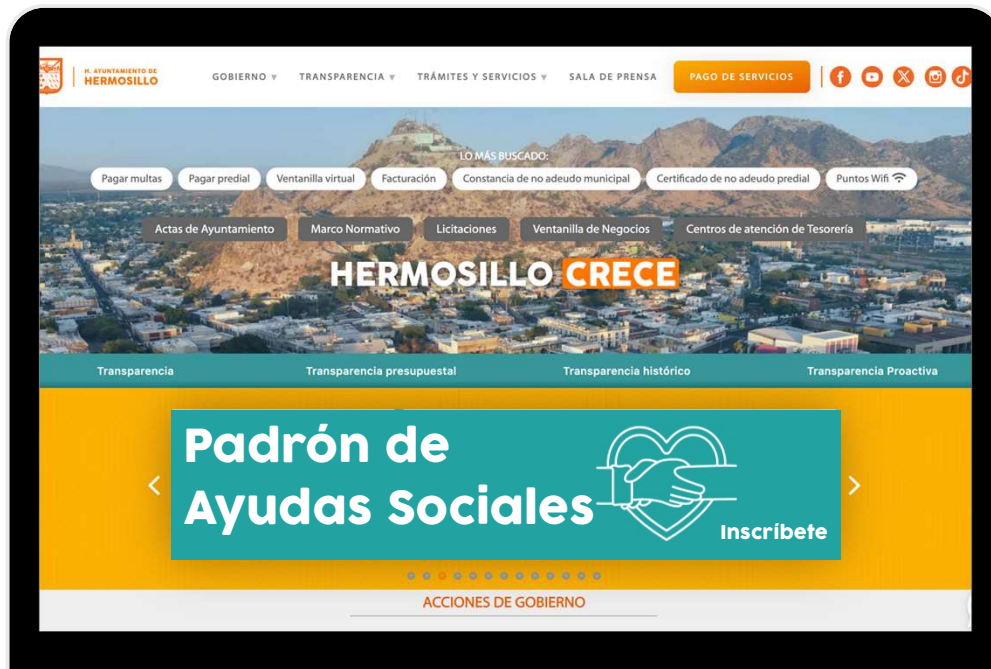 H. AYUNTAMIENTO DE
HERMOSILLO
GOBIERNO
TRANSPARENCIA
TRÁMITES Y SERVICIOS
SALA DE PRENSA
PAGO DE SERVICIOS
LO MÁS BUSCADO:
Pagar multas
Pagar predial
Ventanilla virtual
Facturación
Constancia de no adeudo municipal
Certificado de no adeudo predial
Puntos Wifi
Actas de Ayuntamiento
Marco Normativo
Licitaciones
Ventanilla de Negocios
Centros de atención de Tesorería
HERMOSILLO CRECE
Transparencia
Transparencia presupuestal
Transparencia histórico
Transparencia Proactiva
Padrón de
Ayudas Sociales
Inscríbete
ACCIONES DE GOBIERNO